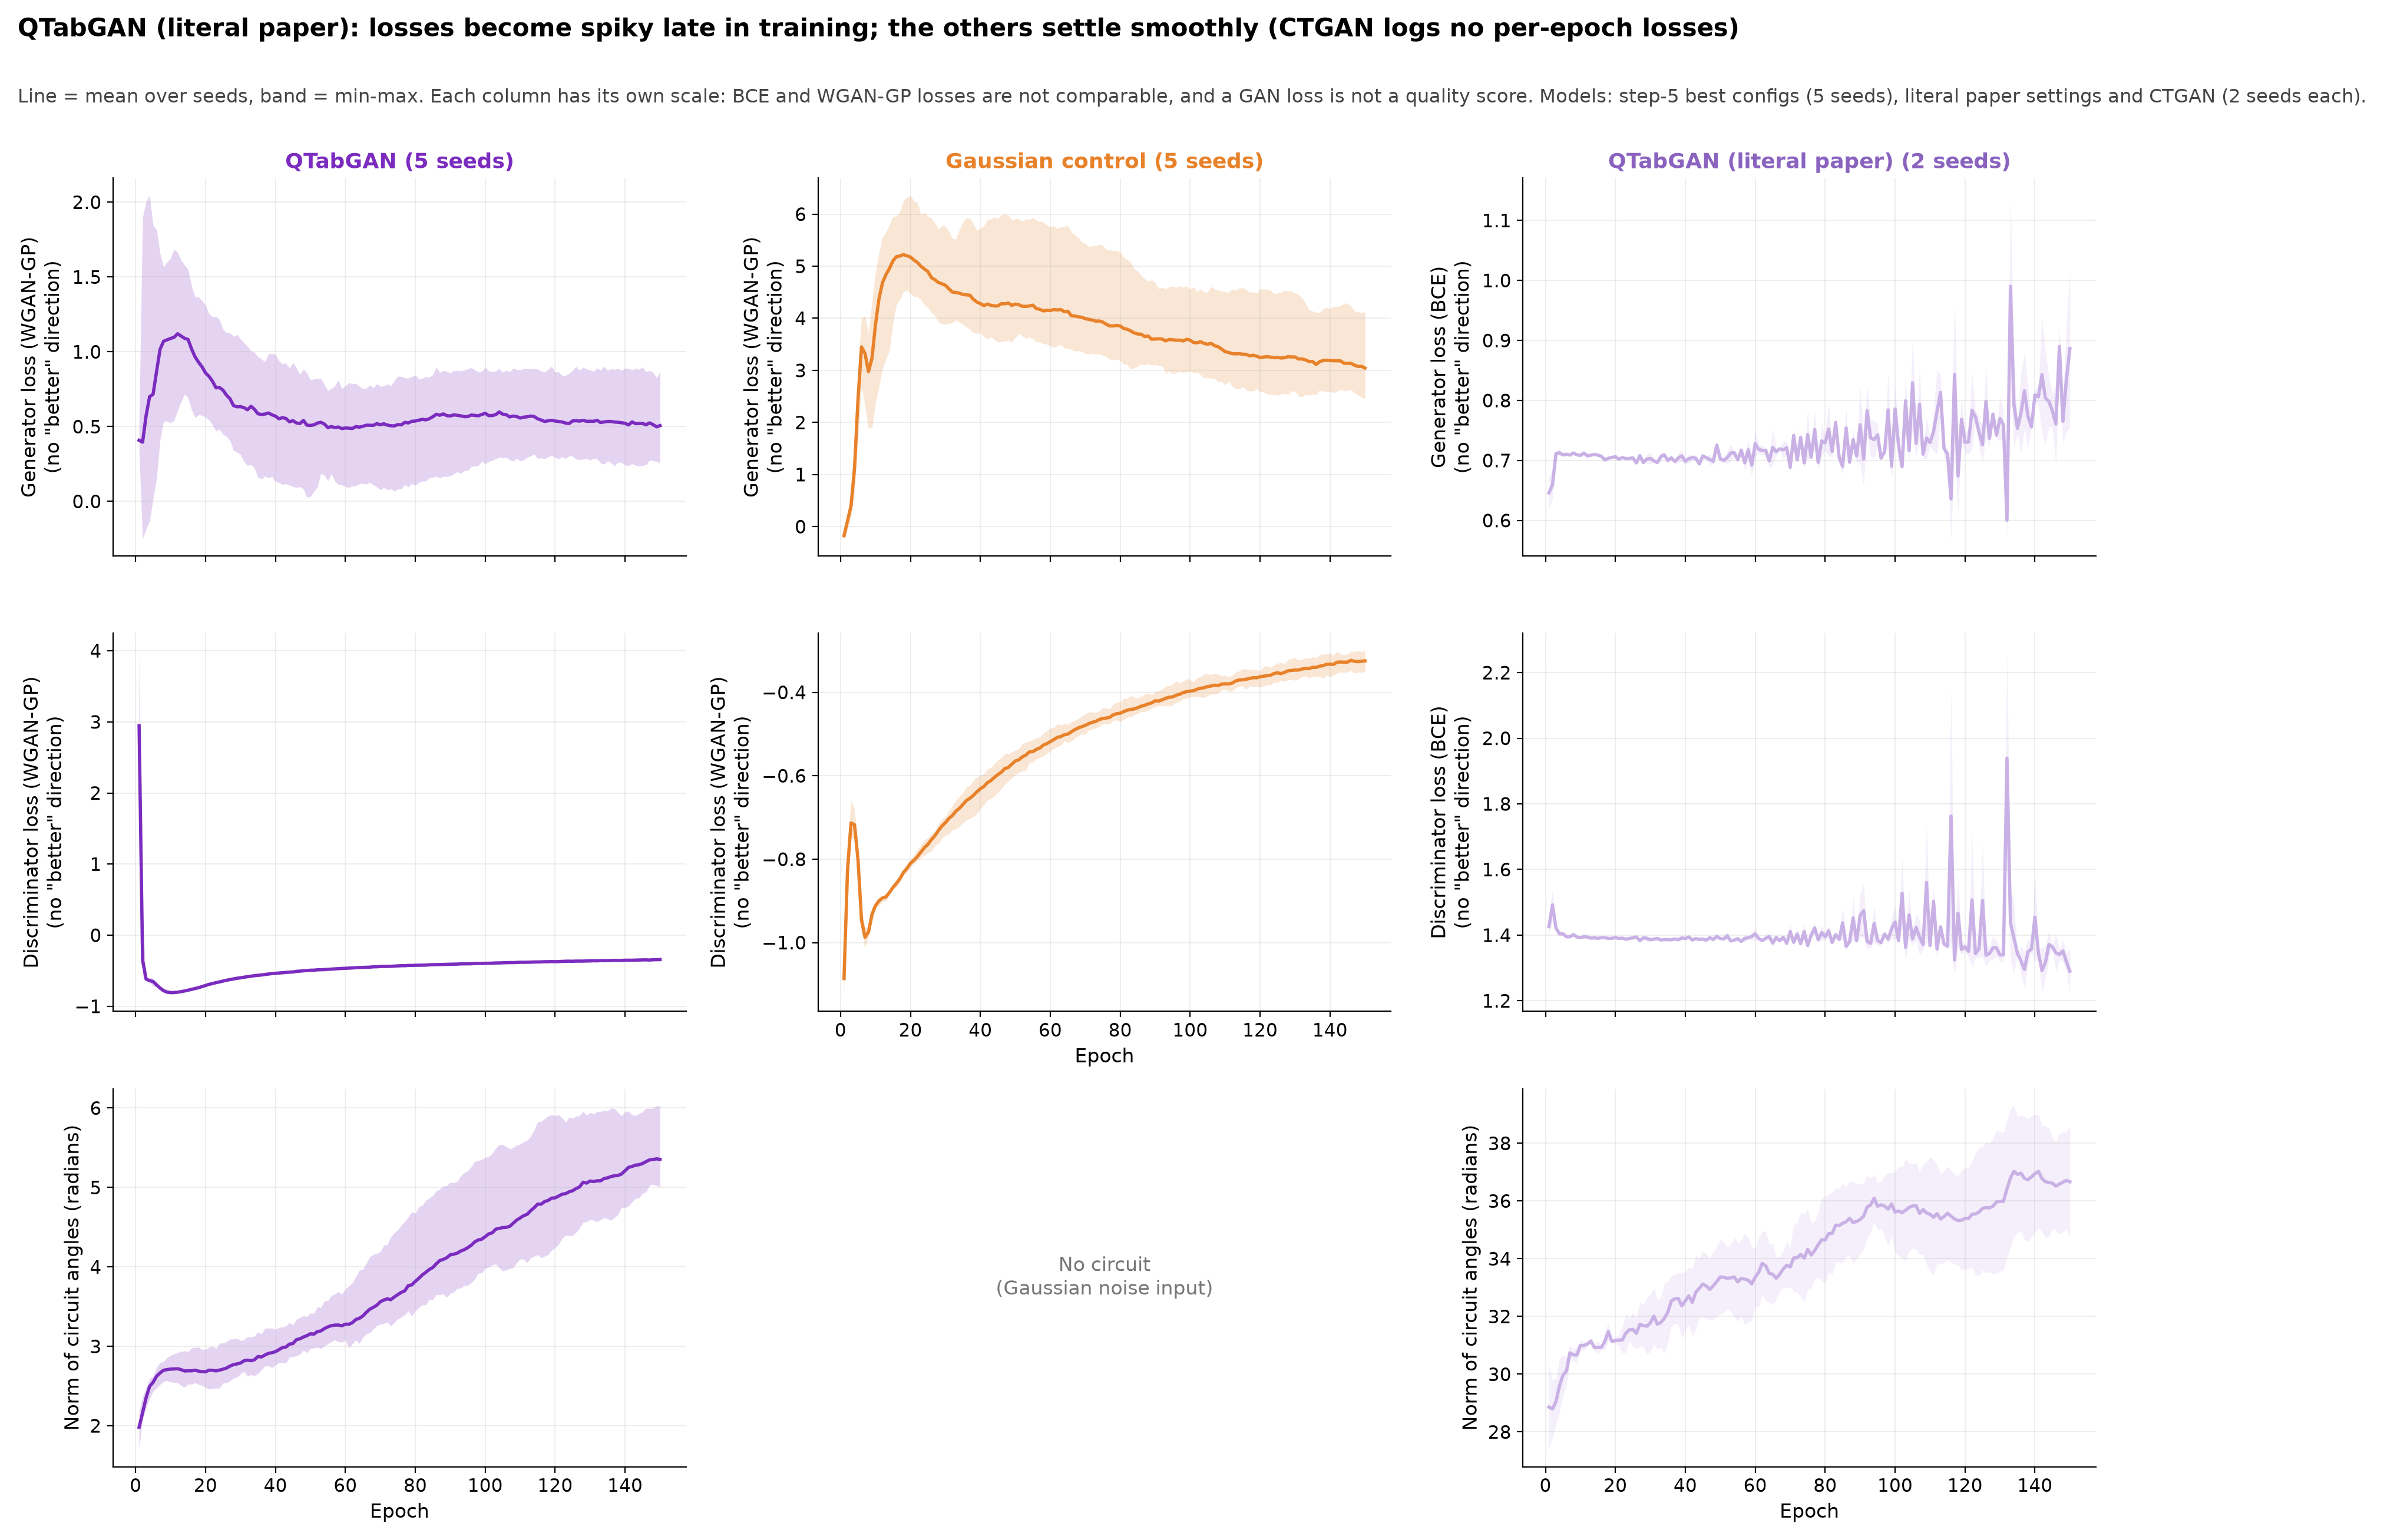 QTabGAN (literal paper): losses become spiky late in training; the others settle smoothly (CTGAN logs no per-epoch losses)
Line = mean over seeds, band = min-max. Each column has its own scale: BCE and WGAN-GP losses are not comparable, and a GAN loss is not a quality score. Models: step-5 best configs (5 seeds), literal paper settings and CTGAN (2 seeds each).
QTabGAN (5 seeds)
Generator loss (WGAN-GP)
(no "better" direction)
2.0
1.5
1.0
0.5
0.0
Gaussian control (5 seeds)
Generator loss (WGAN-GP)
(no "better" direction)
6
5
4
3
2
1
0
QTabGAN (literal paper) (2 seeds)
Generator loss (BCE)
(no "better" direction)
1.1
1.0
0.9
0.8
0.7
0.6
Discriminator loss (WGAN-GP)
(no "better" direction)
4
3
2
1
0
−1
Discriminator loss (WGAN-GP)
(no "better" direction)
−0.4
−0.6
−0.8
−1.0
0 20 40 60 80 100 120 140
Epoch
Discriminator loss (BCE)
(no "better" direction)
2.2
2.0
1.8
1.6
1.4
1.2
Norm of circuit angles (radians)
6
5
4
3
2
0 20 40 60 80 100 120 140
Epoch
No circuit
(Gaussian noise input)
Norm of circuit angles (radians)
38
36
34
32
30
28
0 20 40 60 80 100 120 140
Epoch